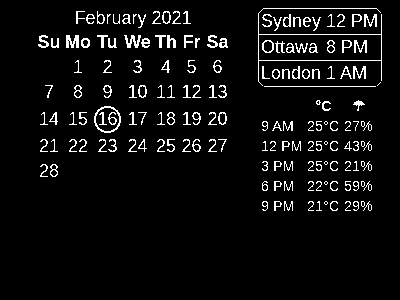 February 2021
Su Mo Tu We Th Fr Sa
1 2 3 4 5 6
7 8 9 10 11 12 13
14 15 16 17 18 19 20
21 22 23 24 25 26 27
28
Sydney 12 PM
Ottawa 8 PM
London 1 AM
°C ☂
9 AM 25°C 27%
12 PM 25°C 43%
3 PM 25°C 21%
6 PM 22°C 59%
9 PM 21°C 29%